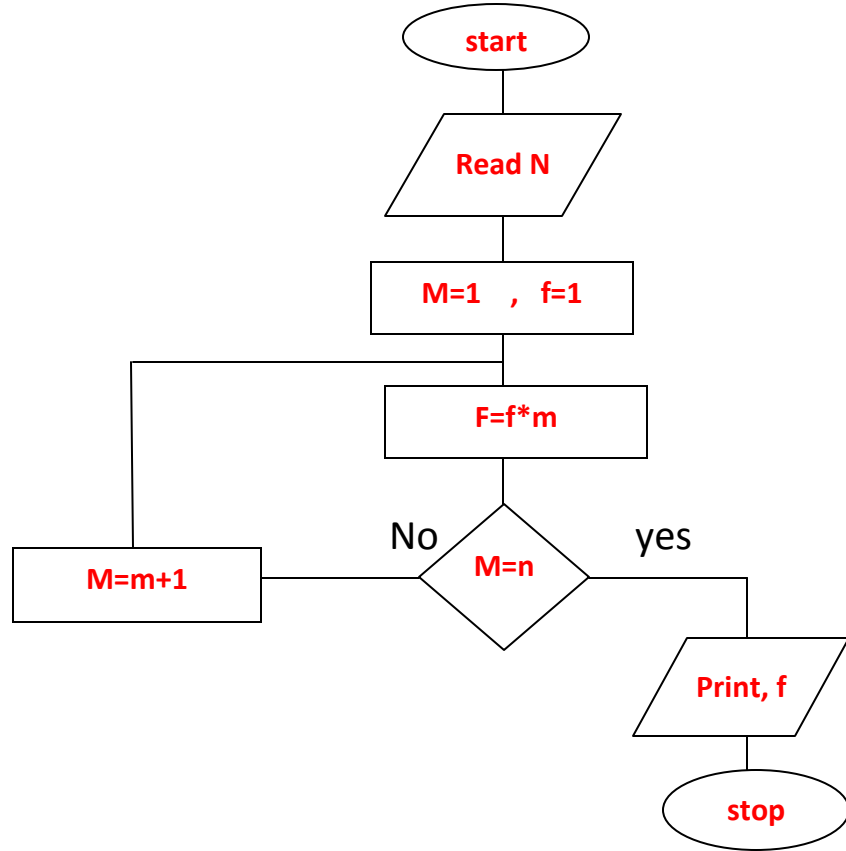 start
Read N
M=1 , f=1
F=f*m
No
yes
M=n
M=m+1
Print, f
stop